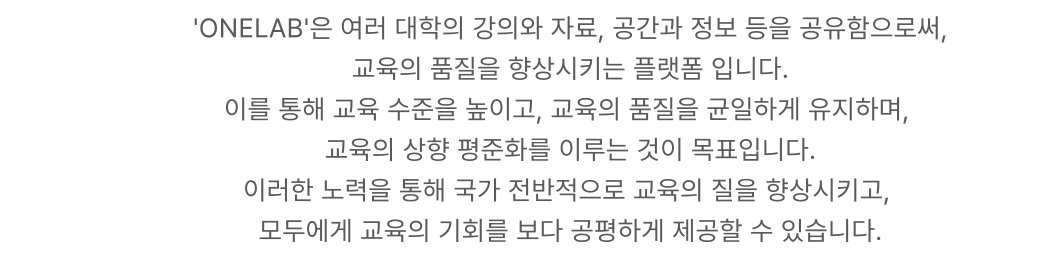 'ONELAB'은 여러 대학의 강의와 자료, 공간과 정보 등을 공유함으로써,
교육의 품질을 향상시키는 플랫폼 입니다.
이를 통해 교육 수준을 높이고, 교육의 품질을 균일하게 유지하며,
교육의 상향 평준화를 이루는 것이 목표입니다.
이러한 노력을 통해 국가 전반적으로 교육의 질을 향상시키고,
모두에게 교육의 기회를 보다 공평하게 제공할 수 있습니다.